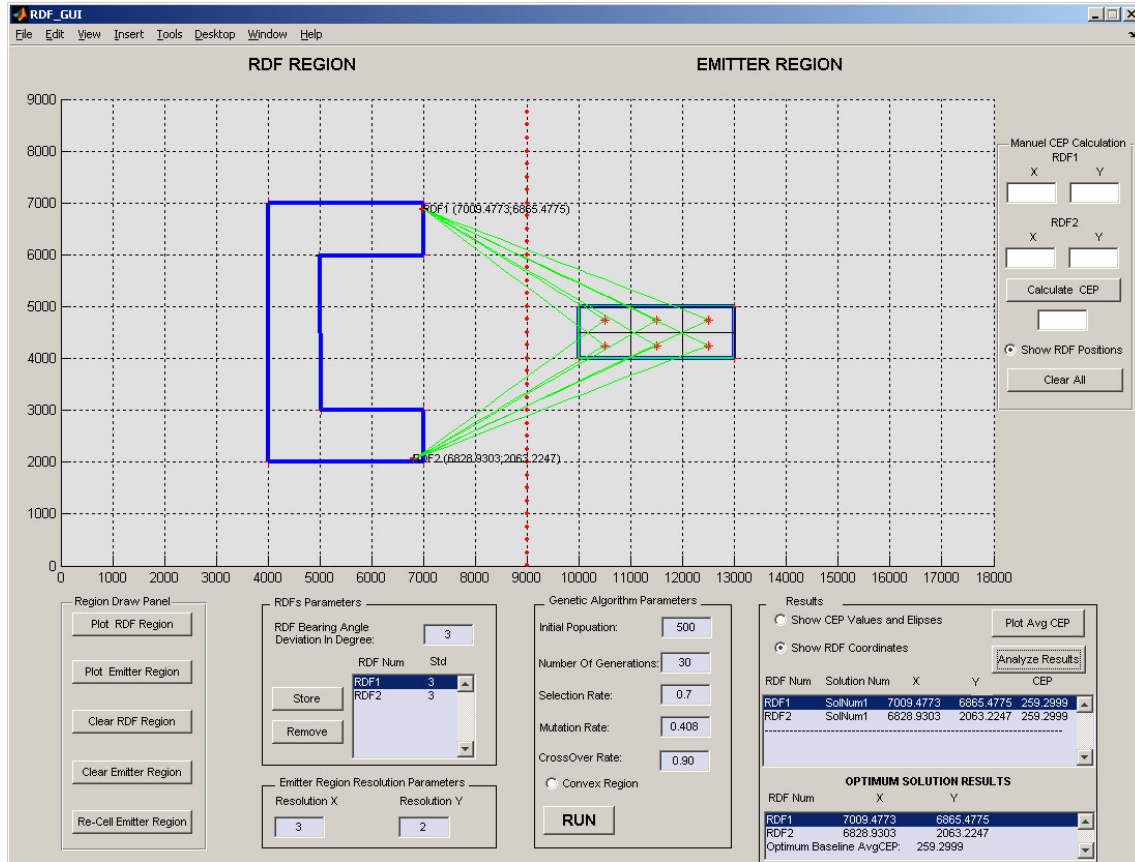 RDF_GUI
File Edit View Insert Tools Desktop Window Help
RDF REGION EMITTER REGION
9000
8000
7000
6000
5000
4000
3000
2000
1000
0
RDF1 (7009.4773;6865.4775)
RDF2 (6828.9303;2063.2247)
0 1000 2000 3000 4000 5000 6000 7000 8000 9000 10000 11000 12000 13000 14000 15000 16000 17000 18000
Manuel CEP Calculation
RDF1
X Y
RDF2
X Y
Calculate CEP
Show RDF Positions
Clear All
Region Draw Panel
Plot RDF Region
Plot Emitter Region
Clear RDF Region
Clear Emitter Region
Re-Cell Emitter Region
RDFs Parameters
RDF Bearing Angle
Deviation In Degree: 3
RDF Num Std
RDF1 3
RDF2 3
Store
Remove
Emitter Region Resolution Parameters
Resolution X Resolution Y
3 2
Genetic Algorithm Parameters
Initial Popuation: 500
Number Of Generations: 30
Selection Rate: 0.7
Mutation Rate: 0.408
CrossOver Rate: 0.90
Convex Region
RUN
Results
Show CEP Values and Elipses
Plot Avg CEP
Show RDF Coordinates
Analyze Results
RDF Num Solution Num X Y CEP
RDF1 SolNum1 7009.4773 6865.4775 259.2999
RDF2 SolNum1 6828.9303 2063.2247 259.2999
OPTIMUM SOLUTION RESULTS
RDF Num X Y
RDF1 7009.4773 6865.4775
RDF2 6828.9303 2063.2247
Optimum Baseline AvgCEP: 259.2999